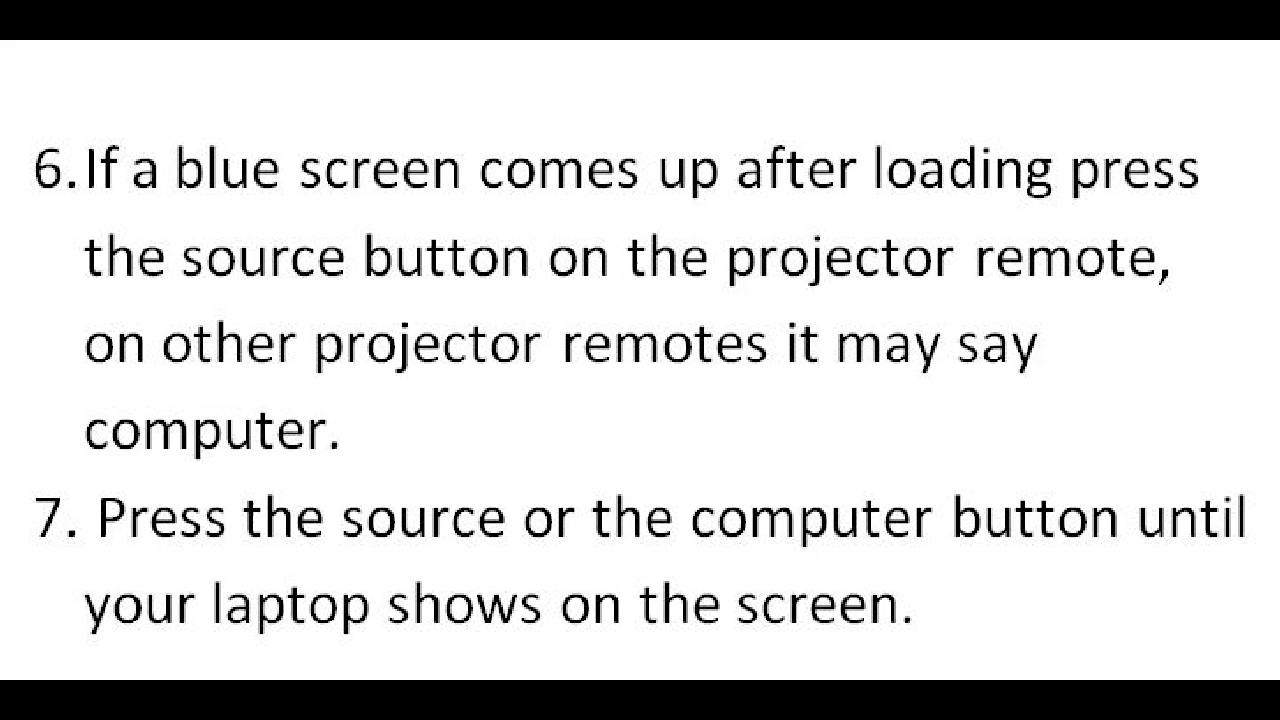 6. If a blue screen comes up after loading press
the source button on the projector remote,
on other projector remotes it may say
computer.
7. Press the source or the computer button until
your laptop shows on the screen.